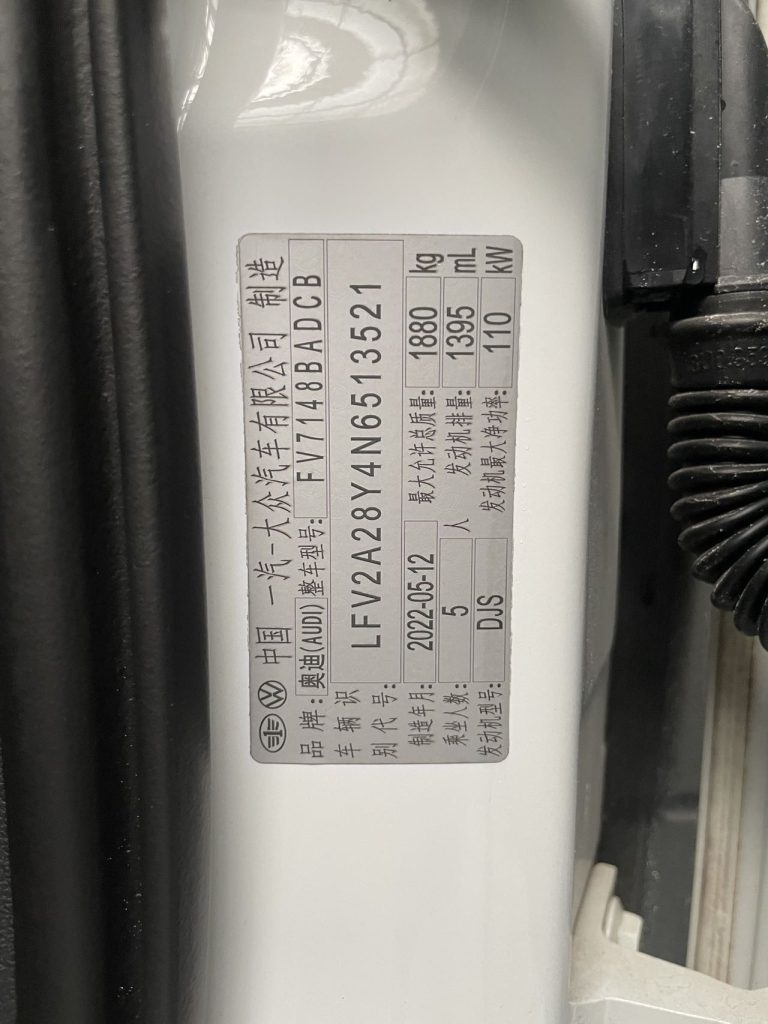 中国 一汽-大众汽车有限公司 制造
品牌: 奥迪(AUDI) 整车型号: FV7148BADCB
车辆识别代号: LFV2A28Y4N6513521
制造年月: 2022-05-12 最大允许总质量: 1880 kg
乘坐人数: 5 人 发动机排量: 1395 mL
发动机型号: DJS 发动机最大净功率: 110 kW